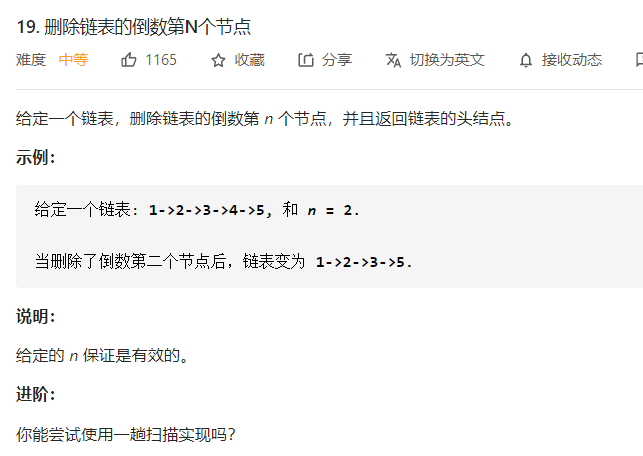 19. 删除链表的倒数第N个节点
难度 中等 1165 收藏 分享 切换为英文 接收动态
给定一个链表，删除链表的倒数第 n 个节点，并且返回链表的头结点。
示例：
给定一个链表: 1->2->3->4->5, 和 n = 2.
当删除了倒数第二个节点后，链表变为 1->2->3->5.
说明：
给定的 n 保证是有效的。
进阶：
你能尝试使用一趟扫描实现吗？